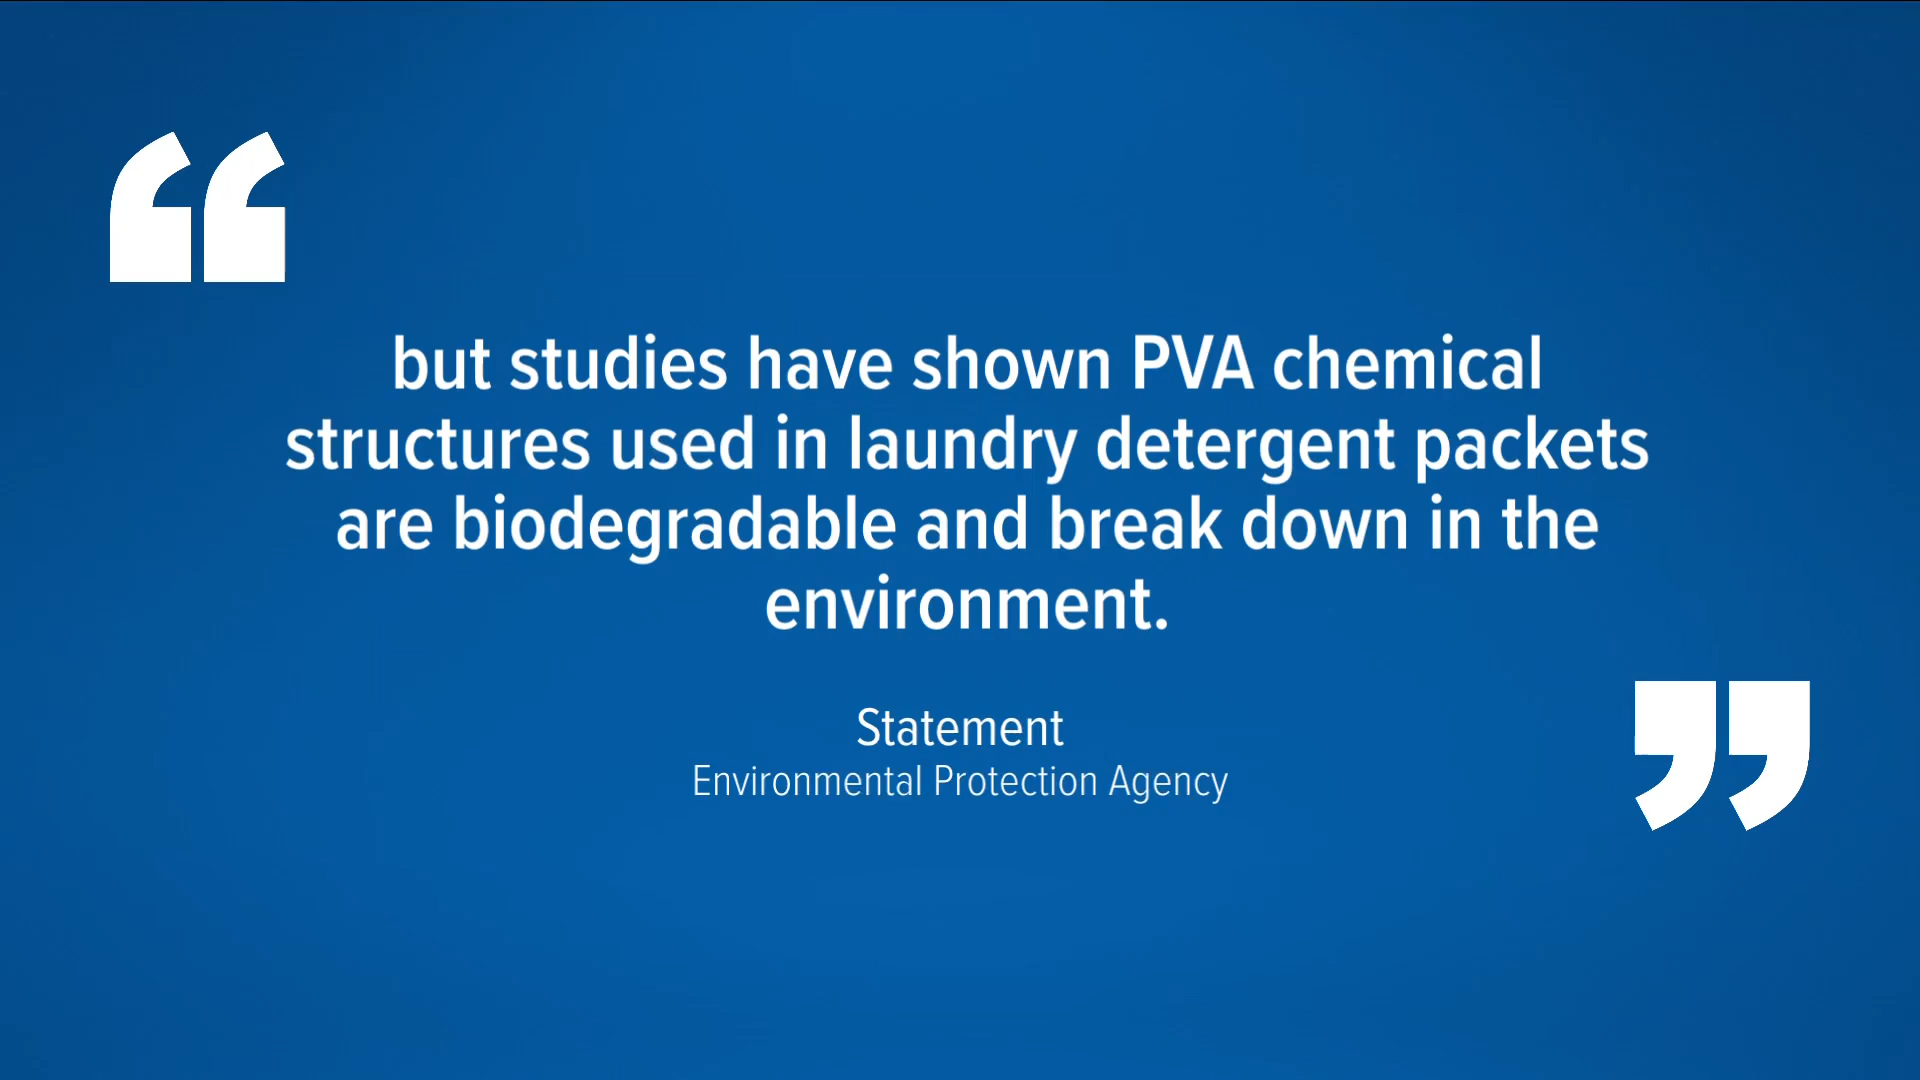 “
but studies have shown PVA chemical
structures used in laundry detergent packets
are biodegradable and break down in the
environment.
”
Statement
Environmental Protection Agency